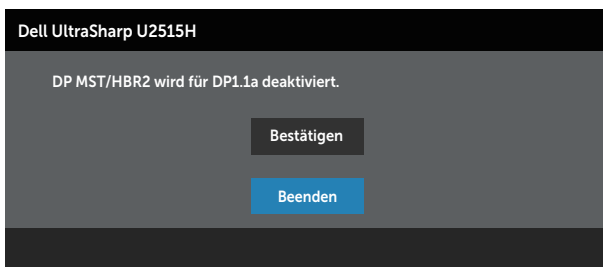 Dell UltraSharp U2515H
DP MST/HBR2 wird für DP1.1a deaktiviert.
Bestätigen
Beenden